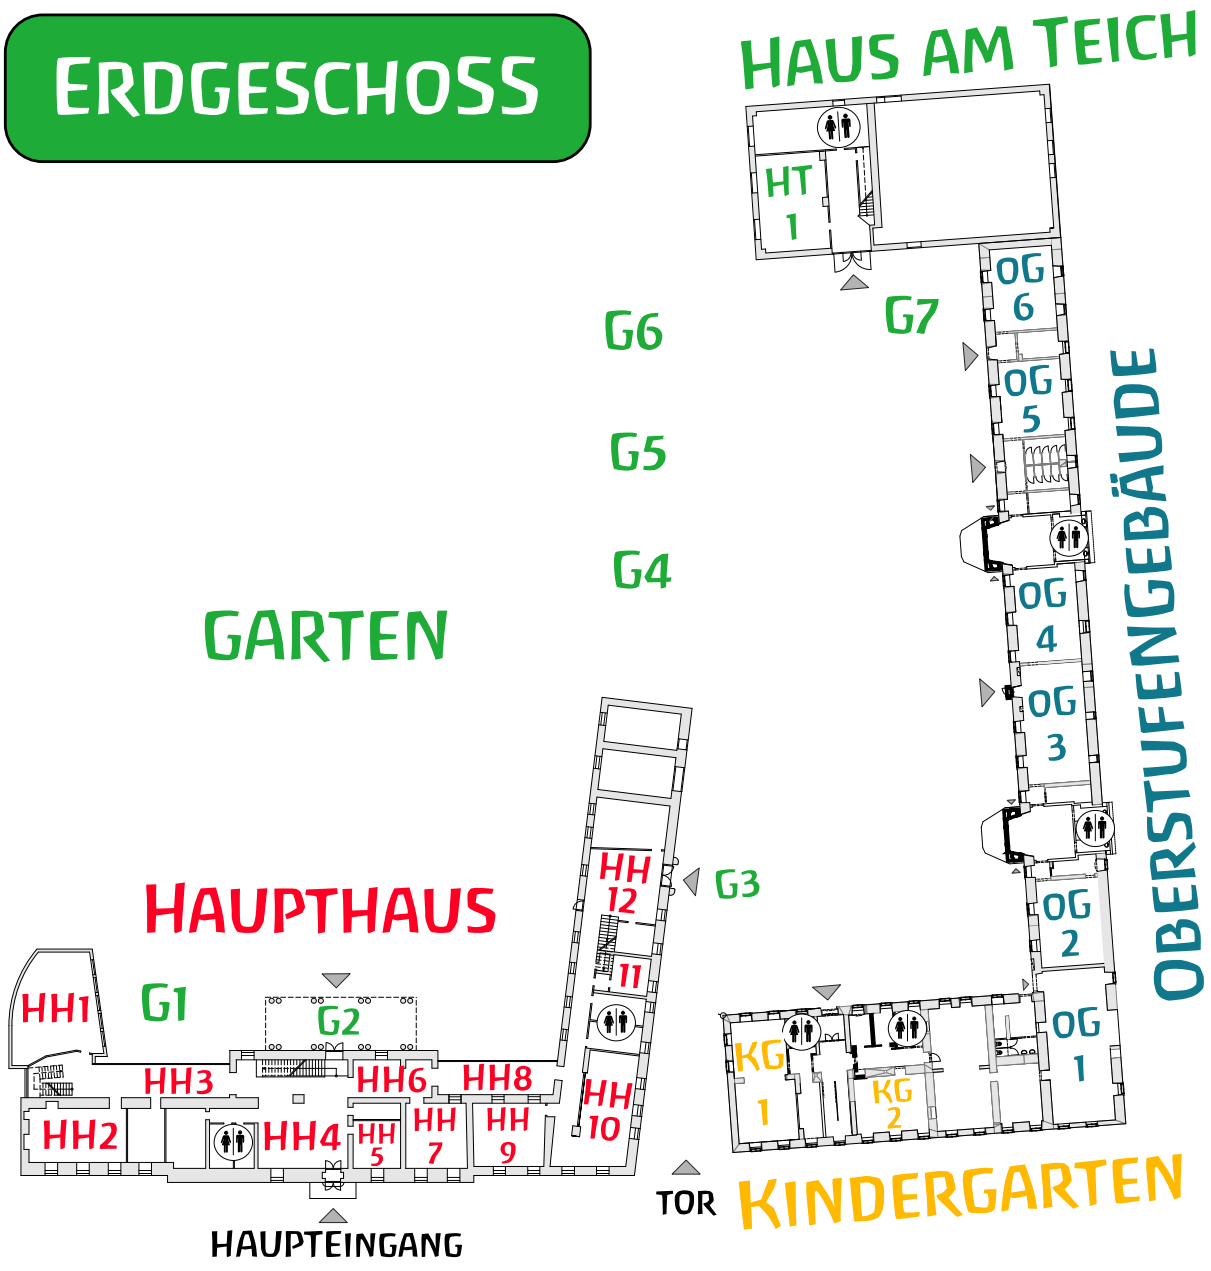 ERDGESCHOSS
HAUS AM TEICH
HT
1
OG
6
G7
G6
OG
5
G5
G4
OG
4
GARTEN
OG
3
OBERSTUFENGEBÄUDE
HH
12
G3
HAUPTHAUS
OG
2
11
HH1
G1
G2
OG
1
KG
1
KG
2
HH3
HH6
HH8
HH
10
HH2
HH4
HH
5
HH
7
HH
9
TOR
KINDERGARTEN
HAUPTEINGANG